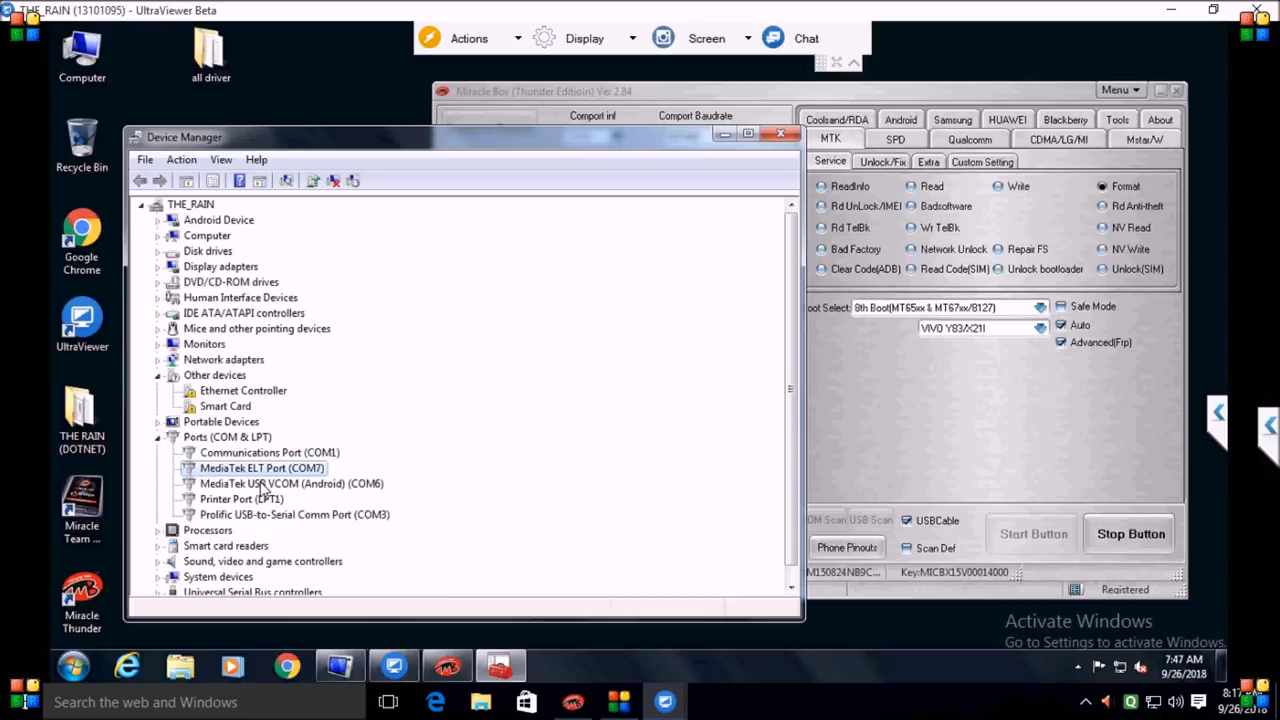 THE_RAIN (13101095) - UltraViewer Beta
Actions
Display
Screen
Chat
Computer
all driver
Recycle Bin
Google
Chrome
UltraViewer
THE RAIN
(DOTNET)
Miracle
Team ...
Miracle
Thunder
Device Manager
File Action View Help
THE_RAIN
Android Device
Computer
Disk drives
Display adapters
DVD/CD-ROM drives
Human Interface Devices
IDE ATA/ATAPI controllers
Mice and other pointing devices
Monitors
Network adapters
Other devices
Ethernet Controller
Smart Card
Portable Devices
Ports (COM & LPT)
Communications Port (COM1)
MediaTek ELT Port (COM7)
MediaTek USB VCOM (Android) (COM6)
Printer Port (LPT1)
Prolific USB-to-Serial Comm Port (COM3)
Processors
Smart card readers
Sound, video and game controllers
System devices
Universal Serial Bus controllers
Miracle Box (Thunder Edition) Ver 2.84
Menu
Comport inf Comport Baudrate
Coolsand/RDA Android Samsung HUAWEI Blackberry Tools About
MTK SPD Qualcomm CDMA/LG/MI Mstar/W
Service Unlock/Fix Extra Custom Setting
ReadInfo Read Write Format
Rd UnLock/IMEI Badsoftware Rd Anti-theft
Rd TelBk Wr TelBk NV Read
Bad Factory Network Unlock Repair FS NV Write
Clear Code(ADB) Read Code(SIM) Unlock bootloader Unlock(SIM)
oot Select: 8th Boot(MT65xx & MT67xx/8127) Safe Mode
VIVO Y83/X21I Auto
Advanced(Frp)
OM Scan USB Scan USBCable
Start Button Stop Button
Phone Pinouts Scan Def
M150824NB9C... Key:MICBX15V00014000
Registered
Activate Windows
Go to Settings to activate Windows.
7:47 AM
9/26/2018
Search the web and Windows
9/26/2018